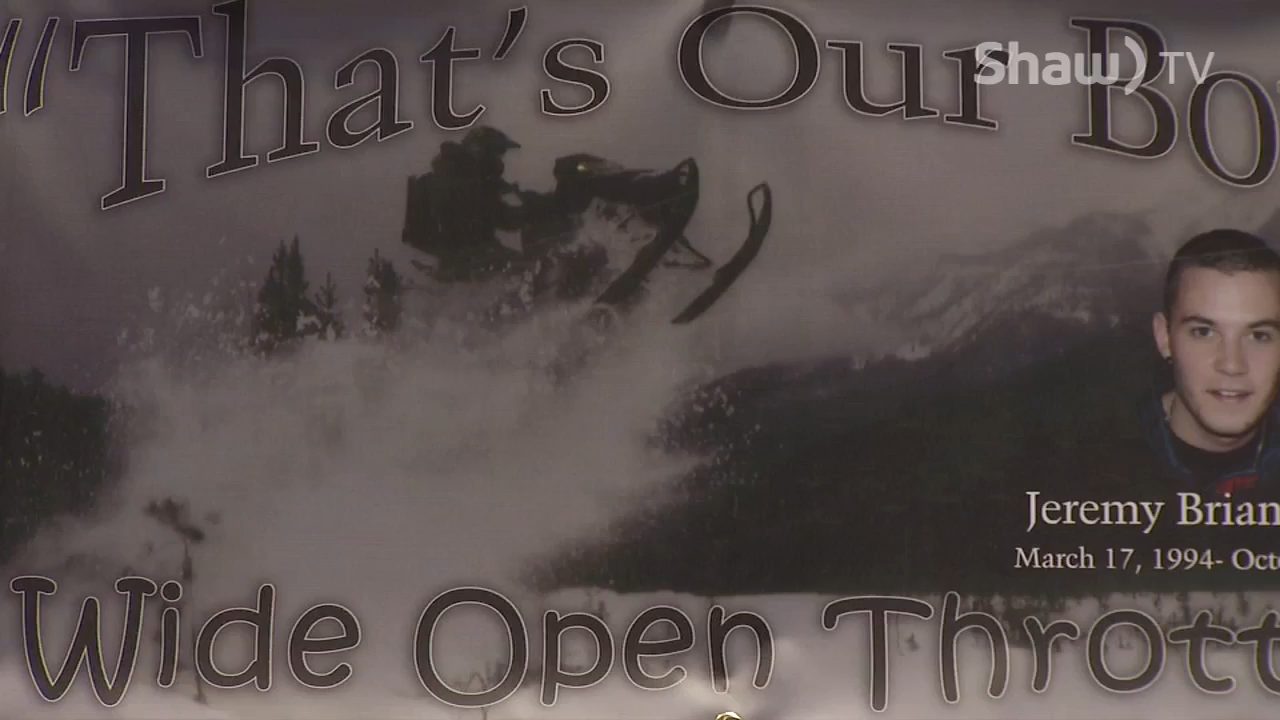 "That's Our Bo
Shaw) TV
Jeremy Brian
March 17, 1994- Oct
Wide Open Thrott